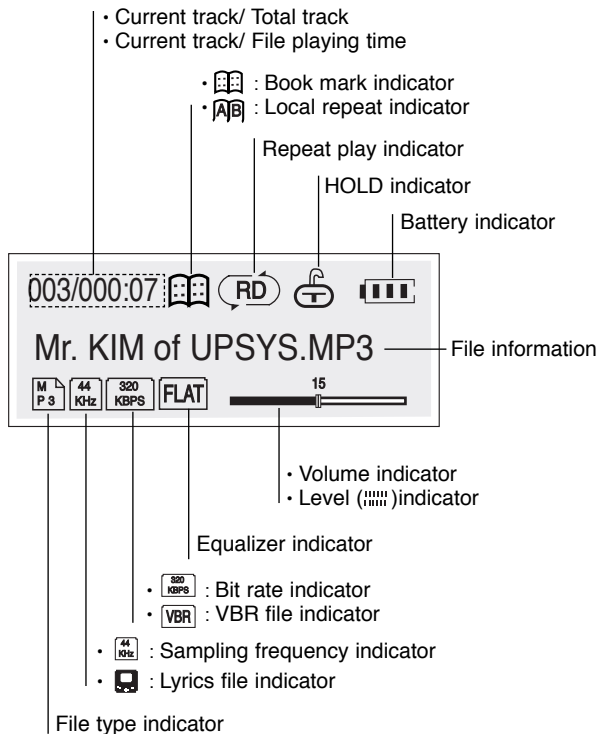 • Current track/ Total track
• Current track/ File playing time
• : Book mark indicator
• A B : Local repeat indicator
Repeat play indicator
HOLD indicator
Battery indicator
003/000:07 RD
Mr. KIM of UPSYS.MP3
File information
M P 3 44 KHz 320 KBPS FLAT 15
• Volume indicator
• Level ( )indicator
Equalizer indicator
• 320 KBPS : Bit rate indicator
• VBR : VBR file indicator
• 44 KHz : Sampling frequency indicator
• : Lyrics file indicator
File type indicator